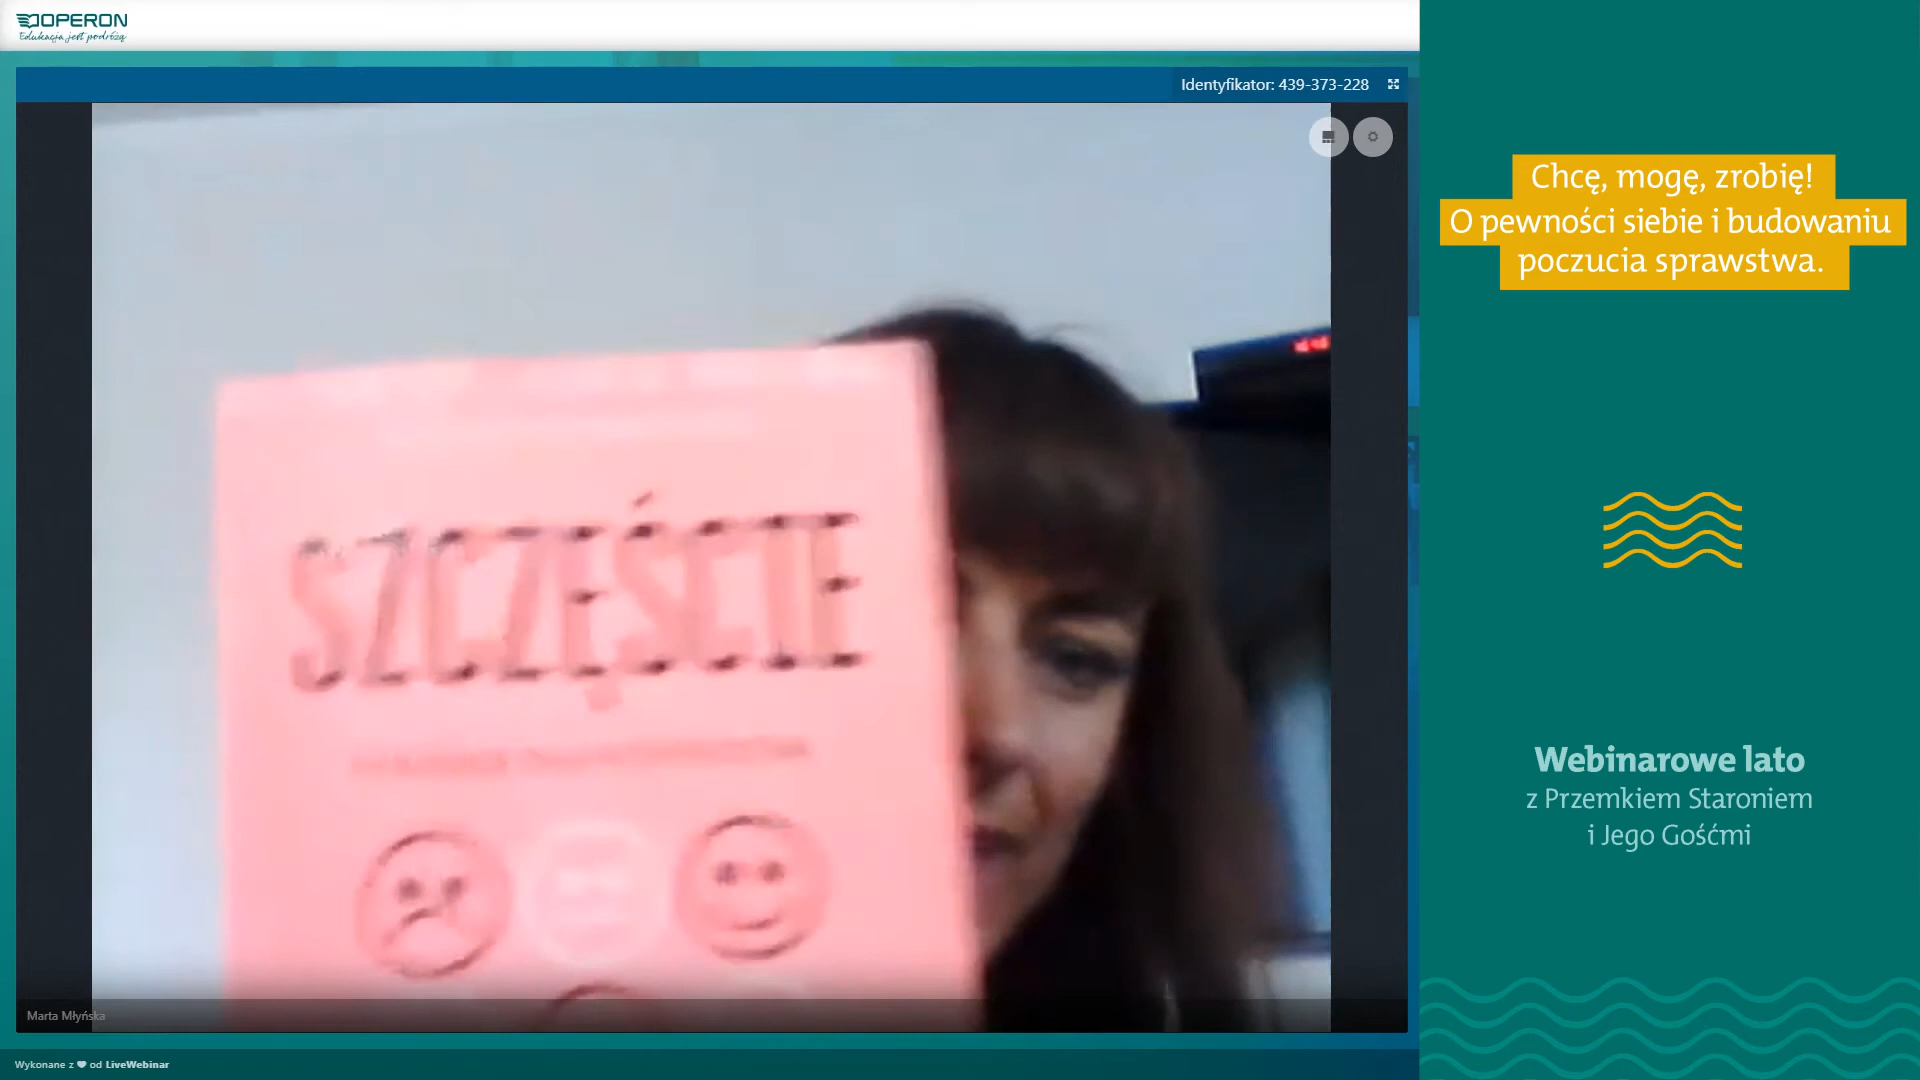 OPERON
Edukacja jest podróżą
Identyfikator: 439-373-228
SZCZĘŚCIE
Marta Młyńska
Wykonane z od LiveWebinar
Chcę, mogę, zrobię!
O pewności siebie i budowaniu
poczucia sprawstwa.
Webinarowe lato
z Przemkiem Staroniem
i Jego Gośćmi